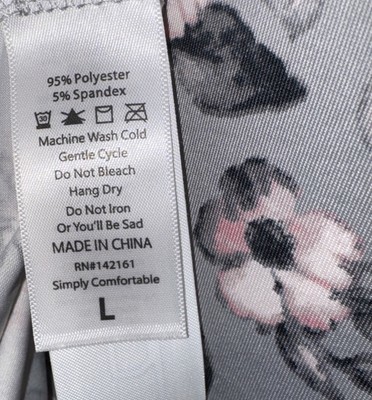 95% Polyester
5% Spandex
30
Machine Wash Cold
Gentle Cycle
Do Not Bleach
Hang Dry
Do Not Iron
Or You'll Be Sad
MADE IN CHINA
RN#142161
Simply Comfortable
L